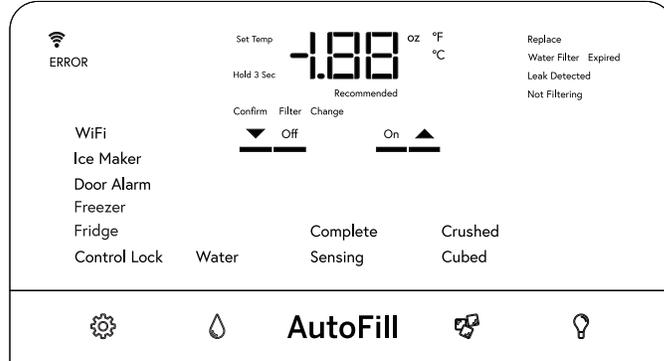 Set Temp -1.88 oz °F
°C
Hold 3 Sec
Recommended
Confirm Filter Change
Off On
ERROR
Replace
Water Filter Expired
Leak Detected
Not Filtering
WiFi
Ice Maker
Door Alarm
Freezer
Fridge Complete Crushed
Control Lock Water Sensing Cubed
AutoFill